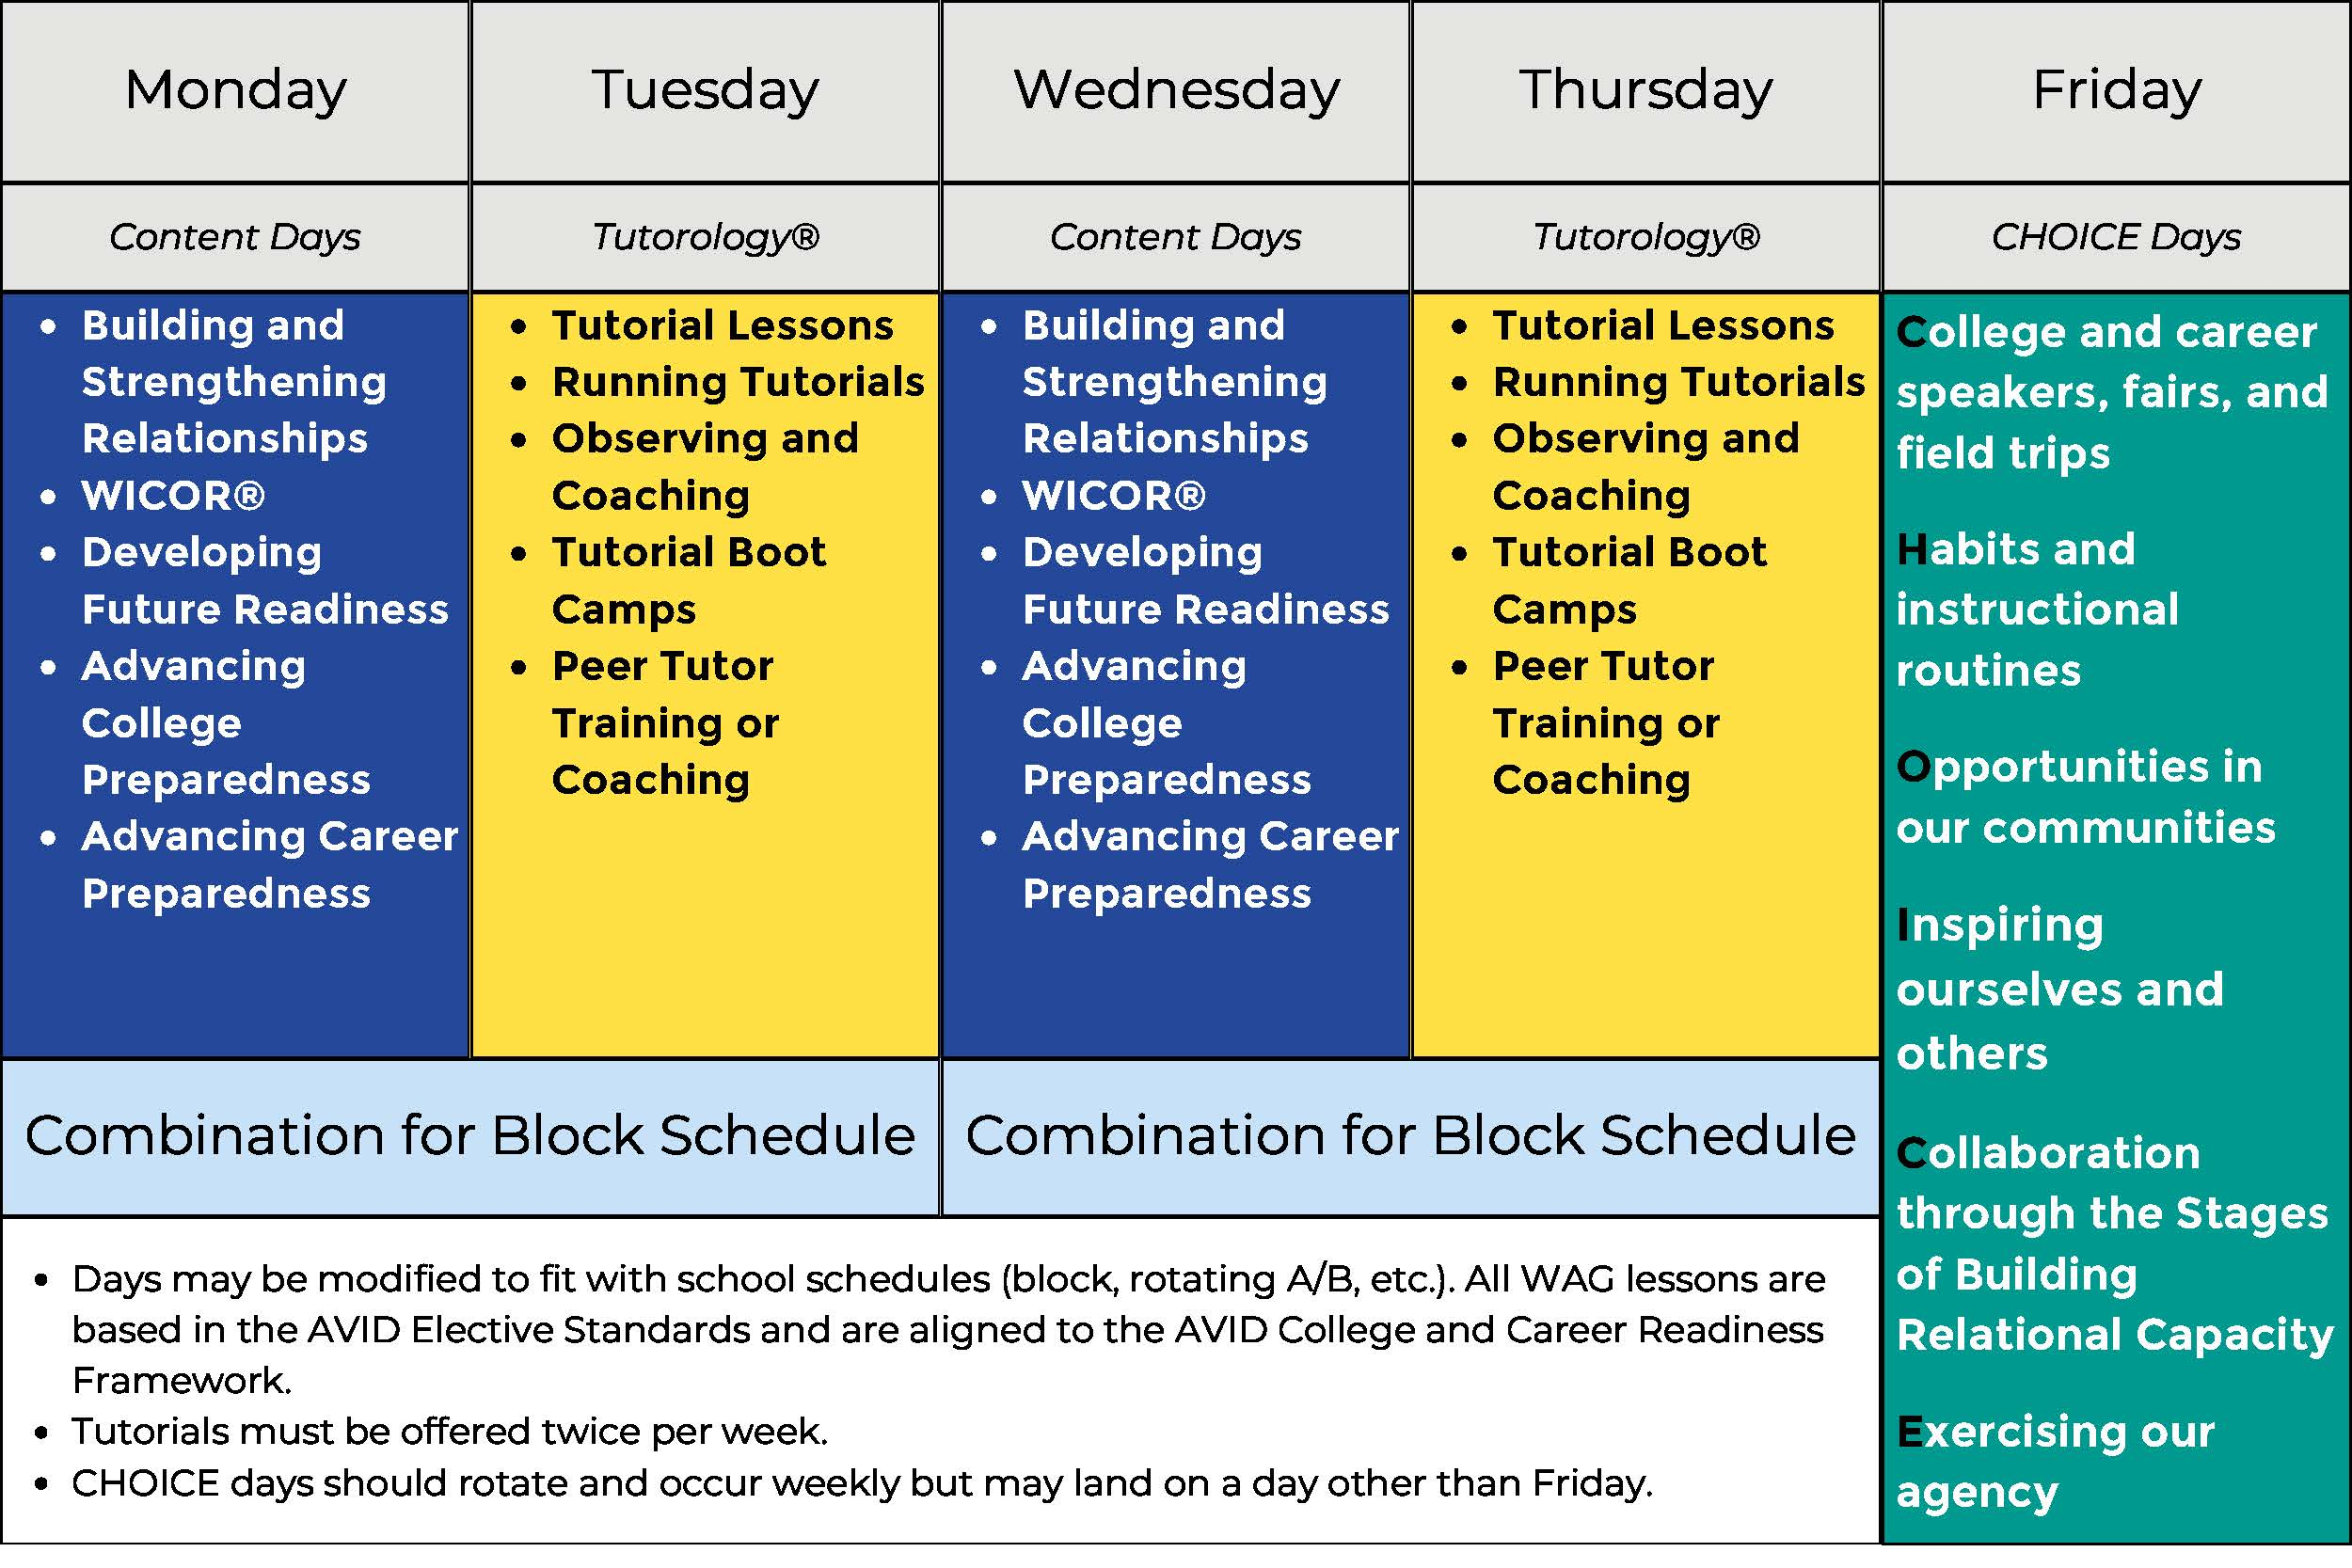 Monday
Tuesday
Wednesday
Thursday
Friday
Content Days
Tutorology®
Content Days
Tutorology®
CHOICE Days
• Building and
Strengthening
Relationships
• WICOR®
• Developing
Future Readiness
• Advancing
College
Preparedness
• Advancing Career
Preparedness
• Tutorial Lessons
• Running Tutorials
• Observing and
Coaching
• Tutorial Boot
Camps
• Peer Tutor
Training or
Coaching
• Building and
Strengthening
Relationships
• WICOR®
• Developing
Future Readiness
• Advancing
College
Preparedness
• Advancing Career
Preparedness
• Tutorial Lessons
• Running Tutorials
• Observing and
Coaching
• Tutorial Boot
Camps
• Peer Tutor
Training or
Coaching
College and career
speakers, fairs, and
field trips
Habits and
instructional
routines
Opportunities in
our communities
Inspiring
ourselves and
others
Collaboration
through the Stages
of Building
Relational Capacity
Exercising our
agency
Combination for Block Schedule
Combination for Block Schedule
• Days may be modified to fit with school schedules (block, rotating A/B, etc.). All WAG lessons are
based in the AVID Elective Standards and are aligned to the AVID College and Career Readiness
Framework.
• Tutorials must be offered twice per week.
• CHOICE days should rotate and occur weekly but may land on a day other than Friday.